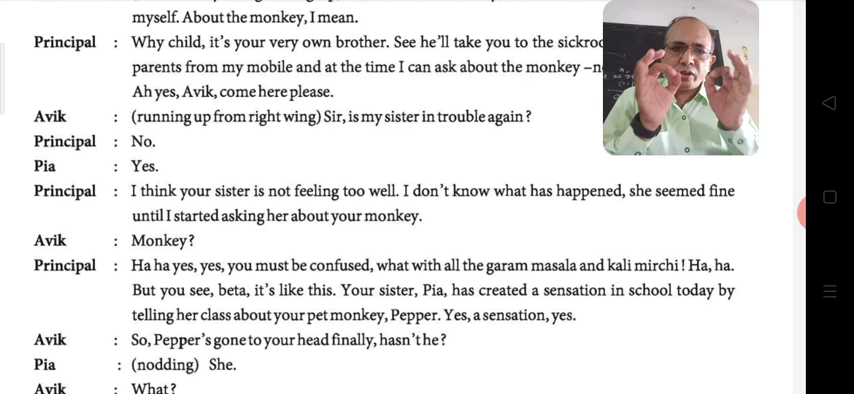 myself. About the monkey, I mean.
Principal : Why child, it's your very own brother. See he'll take you to the
parents from my mobile and at the time I can ask about the monkey
Ah yes, Avik, come here please.
Avik : (running up from right wing) Sir, is my sister in trouble again?
Principal : No.
Pia : Yes.
Principal : I think your sister is not feeling too well. I don't know what has happened, she seemed fine
until I started asking her about your monkey.
Avik : Monkey?
Principal : Ha ha yes, yes, you must be confused, what with all the garam masala and kali mirchi! Ha, ha.
But you see, beta, it's like this. Your sister, Pia, has created a sensation in school today by
telling her class about your pet monkey, Pepper. Yes, a sensation, yes.
Avik : So, Pepper's gone to your head finally, hasn't he?
Pia : (nodding) She.
Avik : What?